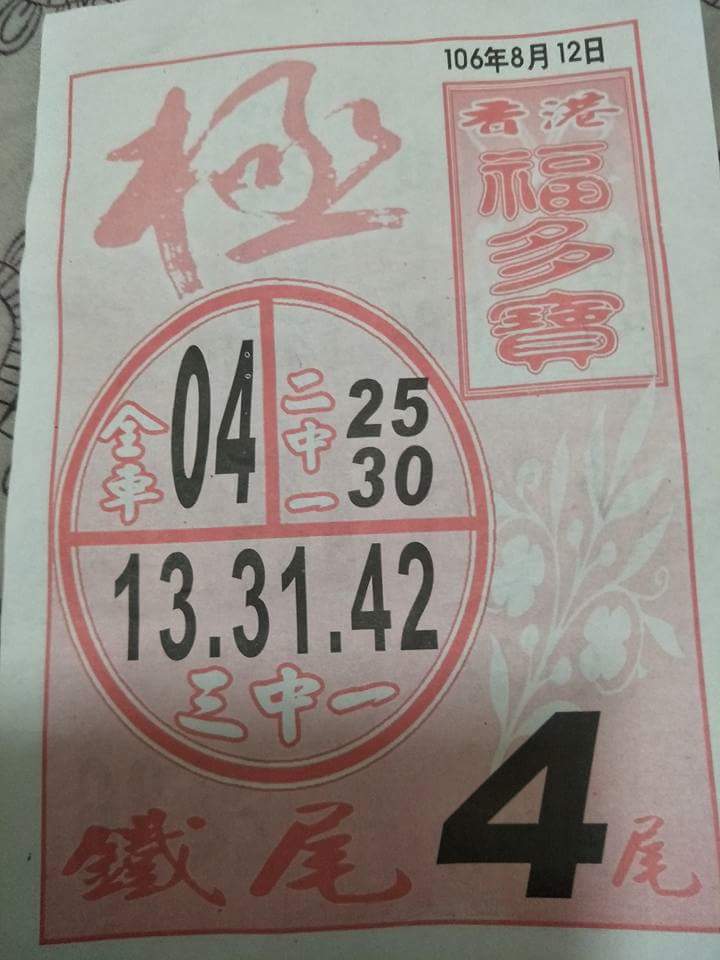 106年8月12日
極
香港
福多寶
全車
04
二中一
25
30
13.31.42
三中一
鐵尾
4尾